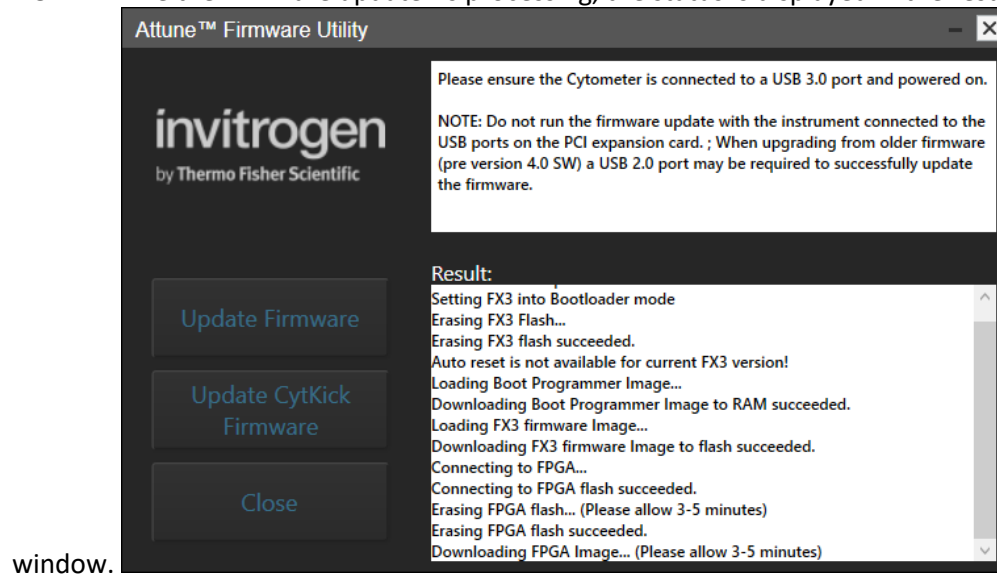 Attune™ Firmware Utility
Please ensure the Cytometer is connected to a USB 3.0 port and powered on.
NOTE: Do not run the firmware update with the instrument connected to the
USB ports on the PCI expansion card. ; When upgrading from older firmware
(pre version 4.0 SW) a USB 2.0 port may be required to successfully update
the firmware.
invitrogen
by Thermo Fisher Scientific
Result:
Setting FX3 into Bootloader mode
Erasing FX3 Flash...
Erasing FX3 flash succeeded.
Auto reset is not available for current FX3 version!
Loading Boot Programmer Image...
Downloading Boot Programmer Image to RAM succeeded.
Loading FX3 firmware Image...
Downloading FX3 firmware Image to flash succeeded.
Connecting to FPGA...
Connecting to FPGA flash succeeded.
Erasing FPGA flash... (Please allow 3-5 minutes)
Erasing FPGA flash succeeded.
Downloading FPGA Image... (Please allow 3-5 minutes)
Update Firmware
Update CytKick
Firmware
Close
window.